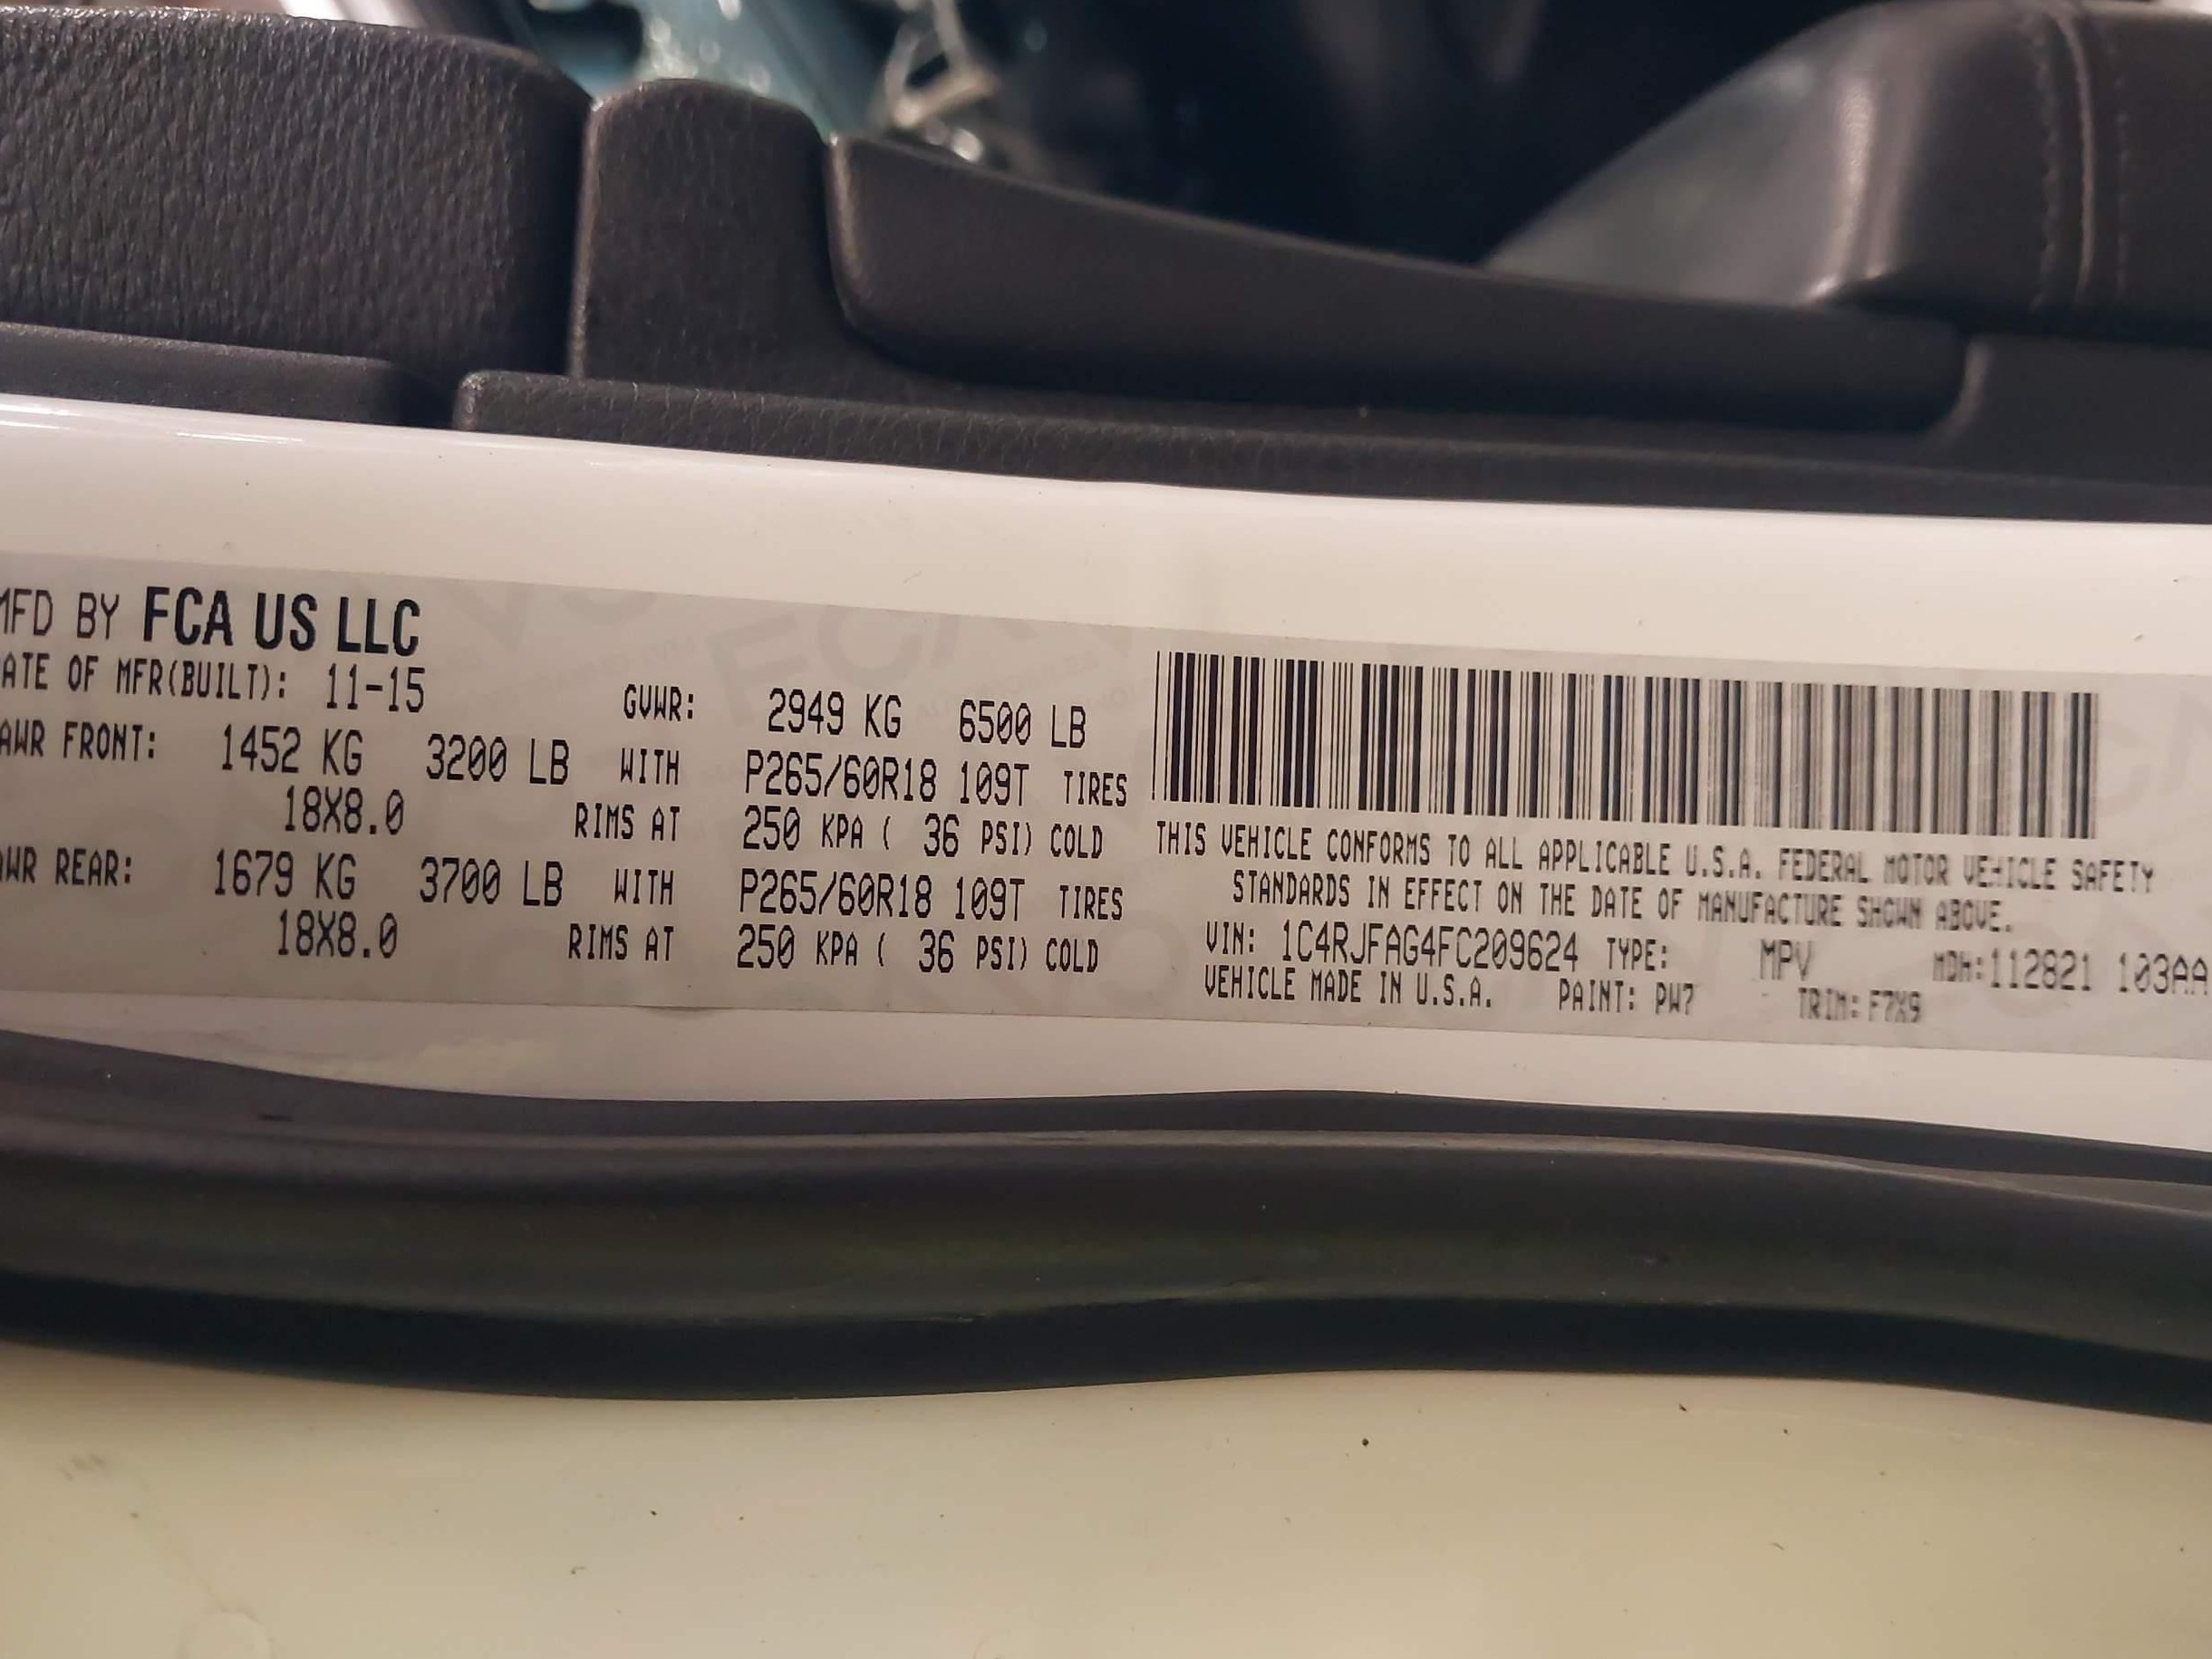 MFD BY FCA US LLC
DATE OF MFR(BUILT): 11-15 GVWR: 2949 KG 6500 LB
GAWR FRONT: 1452 KG 3200 LB WITH P265/60R18 109T TIRES
18X8.0 RIMS AT 250 KPA ( 36 PSI) COLD
GAWR REAR: 1679 KG 3700 LB WITH P265/60R18 109T TIRES
18X8.0 RIMS AT 250 KPA ( 36 PSI) COLD
THIS VEHICLE CONFORMS TO ALL APPLICABLE U.S.A. FEDERAL MOTOR VEHICLE SAFETY
STANDARDS IN EFFECT ON THE DATE OF MANUFACTURE SHOWN ABOVE.
VIN: 1C4RJFAG4FC209624 TYPE: MPV MDH:112821 103AA
VEHICLE MADE IN U.S.A. PAINT: PW7 TRIM: F7X9